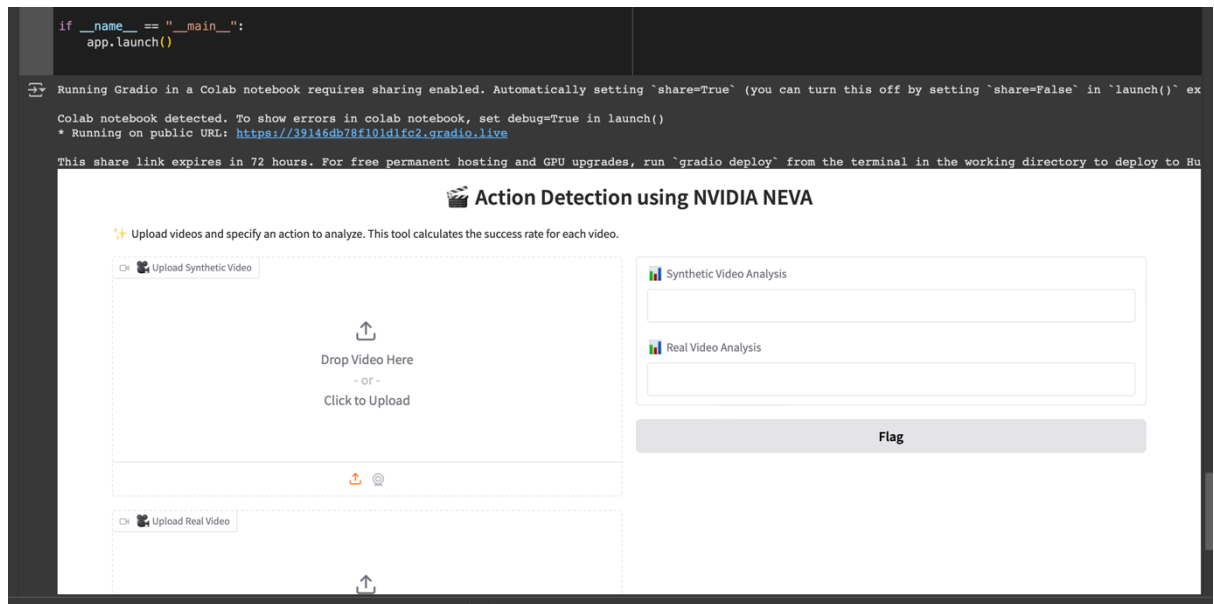 if __name__ == "__main__":
    app.launch()
Running Gradio in a Colab notebook requires sharing enabled. Automatically setting `share=True` (you can turn this off by setting `share=False` in `launch()` ex
Colab notebook detected. To show errors in colab notebook, set debug=True in launch()
* Running on public URL: https://39146db78f101d1fc2.gradio.live
This share link expires in 72 hours. For free permanent hosting and GPU upgrades, run `gradio deploy` from the terminal in the working directory to deploy to Hu
🎬 Action Detection using NVIDIA NEVA
✨ Upload videos and specify an action to analyze. This tool calculates the success rate for each video.
🎥 Upload Synthetic Video
Drop Video Here
- or -
Click to Upload
🎥 Upload Real Video
📊 Synthetic Video Analysis
📊 Real Video Analysis
Flag